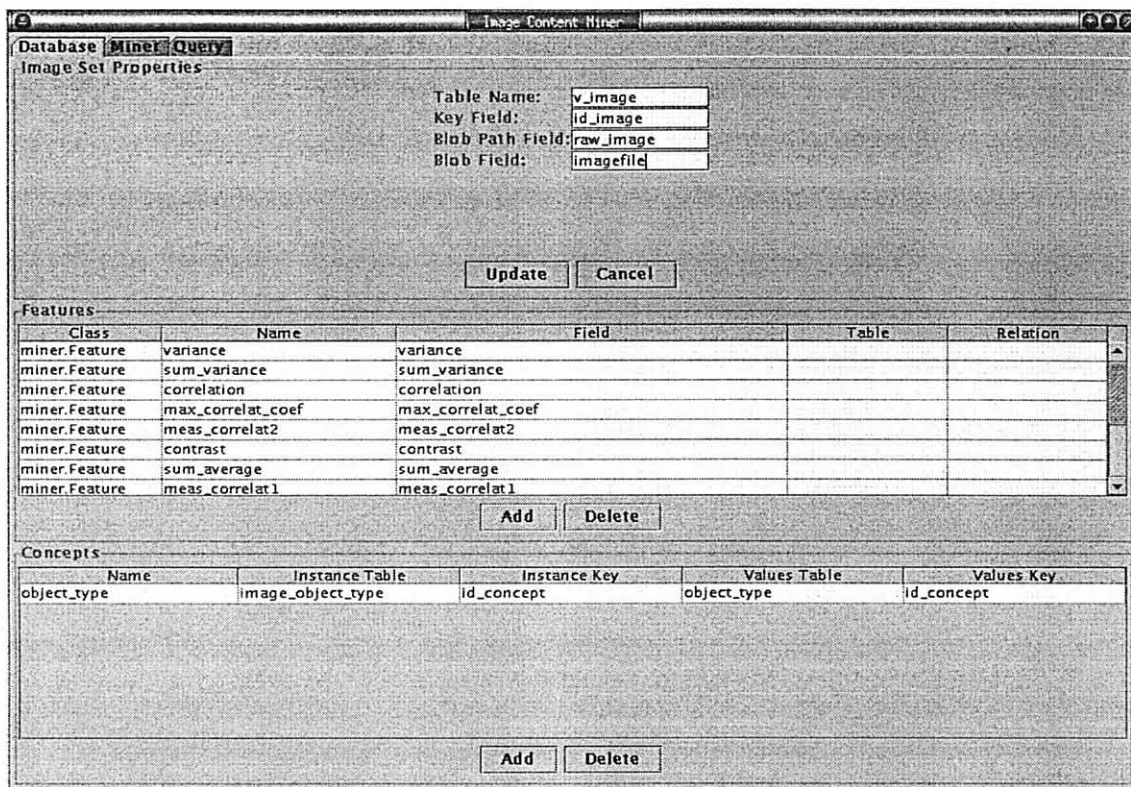 Image Content Miner
Database Miner Query
Image Set Properties
Table Name: v_image
Key Field: id_image
Blob Path Field: raw_image
Blob Field: imagefile
Update Cancel
Features
Class Name Field Table Relation
miner.Feature variance variance
miner.Feature sum_variance sum_variance
miner.Feature correlation correlation
miner.Feature max_correlat_coef max_correlat_coef
miner.Feature meas_correlat2 meas_correlat2
miner.Feature contrast contrast
miner.Feature sum_average sum_average
miner.Feature meas_correlat1 meas_correlat1
Add Delete
Concepts
Name Instance Table Instance Key Values Table Values Key
object_type image_object_type id_concept object_type id_concept
Add Delete